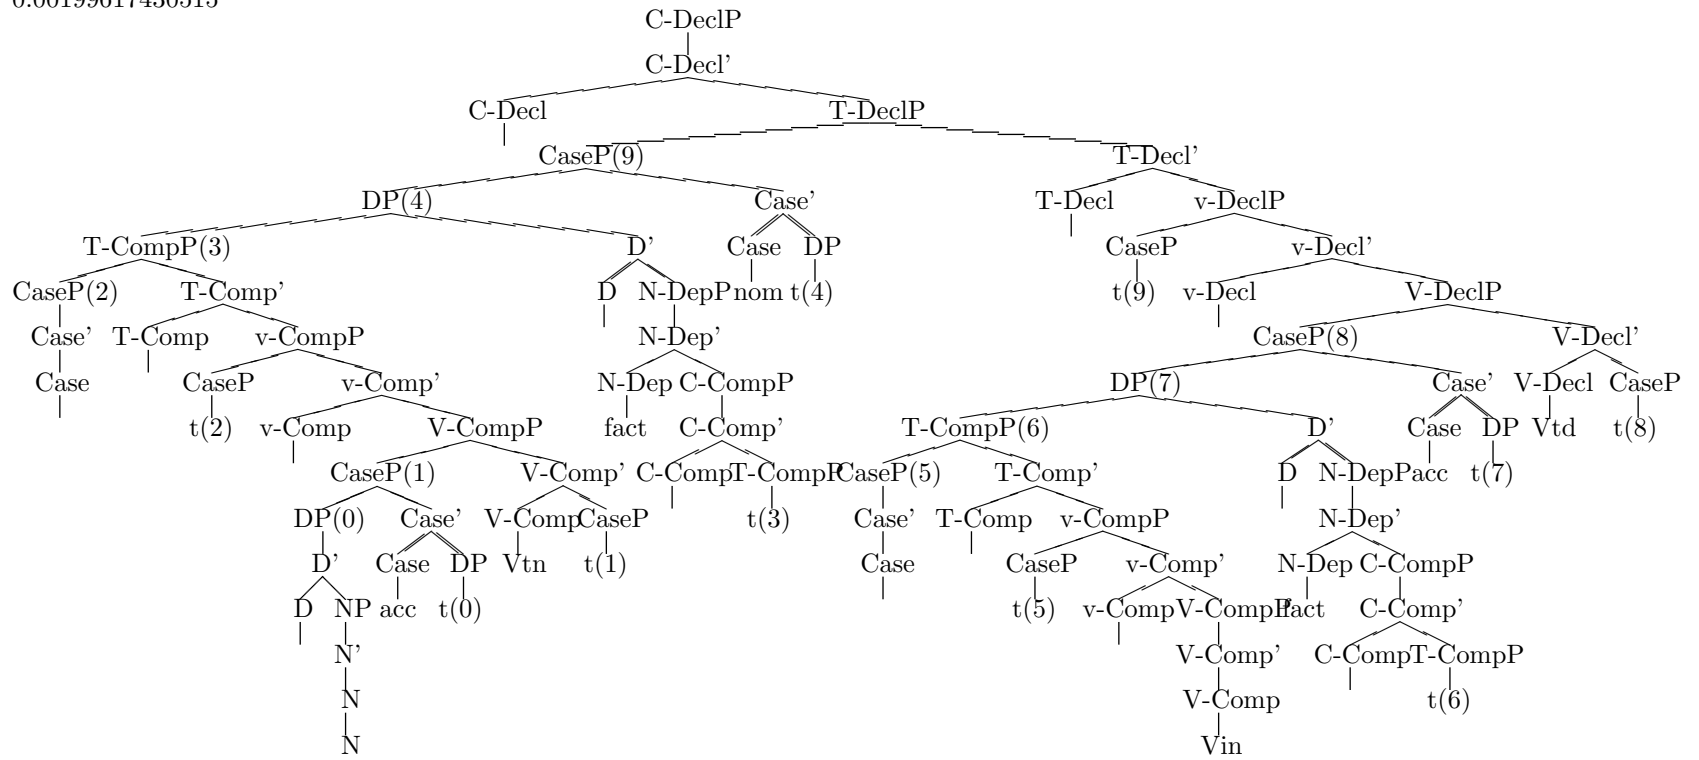 0.00199617430515
C-DeclP
C-Decl'
C-Decl T-DeclP
CaseP(9) T-Decl'
DP(4) Case' T-Decl v-DeclP
T-CompP(3) D' Case DP CaseP v-Decl'
CaseP(2) T-Comp' D N-DepP nom t(4) t(9) v-Decl V-DeclP
Case' T-Comp v-CompP N-Dep' CaseP(8) V-Decl'
Case CaseP v-Comp' N-Dep C-CompP DP(7) Case' V-Decl CaseP
t(2) v-Comp V-CompP fact C-Comp' T-CompP(6) D' Case DP Vtd t(8)
CaseP(1) V-Comp' C-Comp T-CompP CaseP(5) T-Comp' D N-DepP acc t(7)
DP(0) Case' V-Comp CaseP t(3) Case' T-Comp v-CompP N-Dep'
D' Case DP Vtn t(1) Case CaseP v-Comp' N-Dep C-CompP
D NP acc t(0) t(5) v-Comp V-CompP fact C-Comp'
N' V-Comp' C-Comp T-CompP
N V-Comp t(6)
N Vin